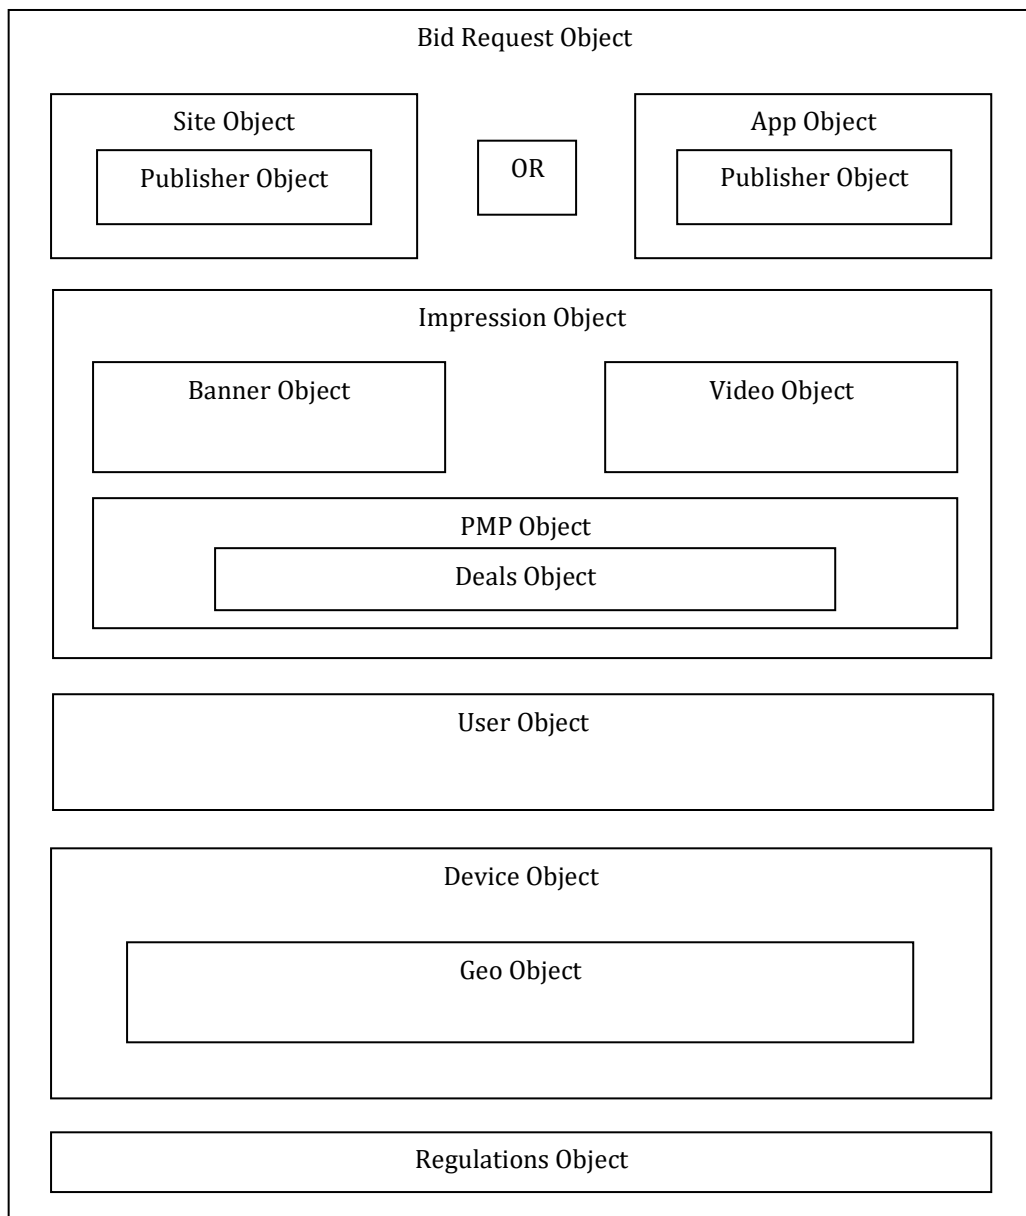 Bid Request Object
Site Object
Publisher Object
OR
App Object
Publisher Object
Impression Object
Banner Object
Video Object
PMP Object
Deals Object
User Object
Device Object
Geo Object
Regulations Object